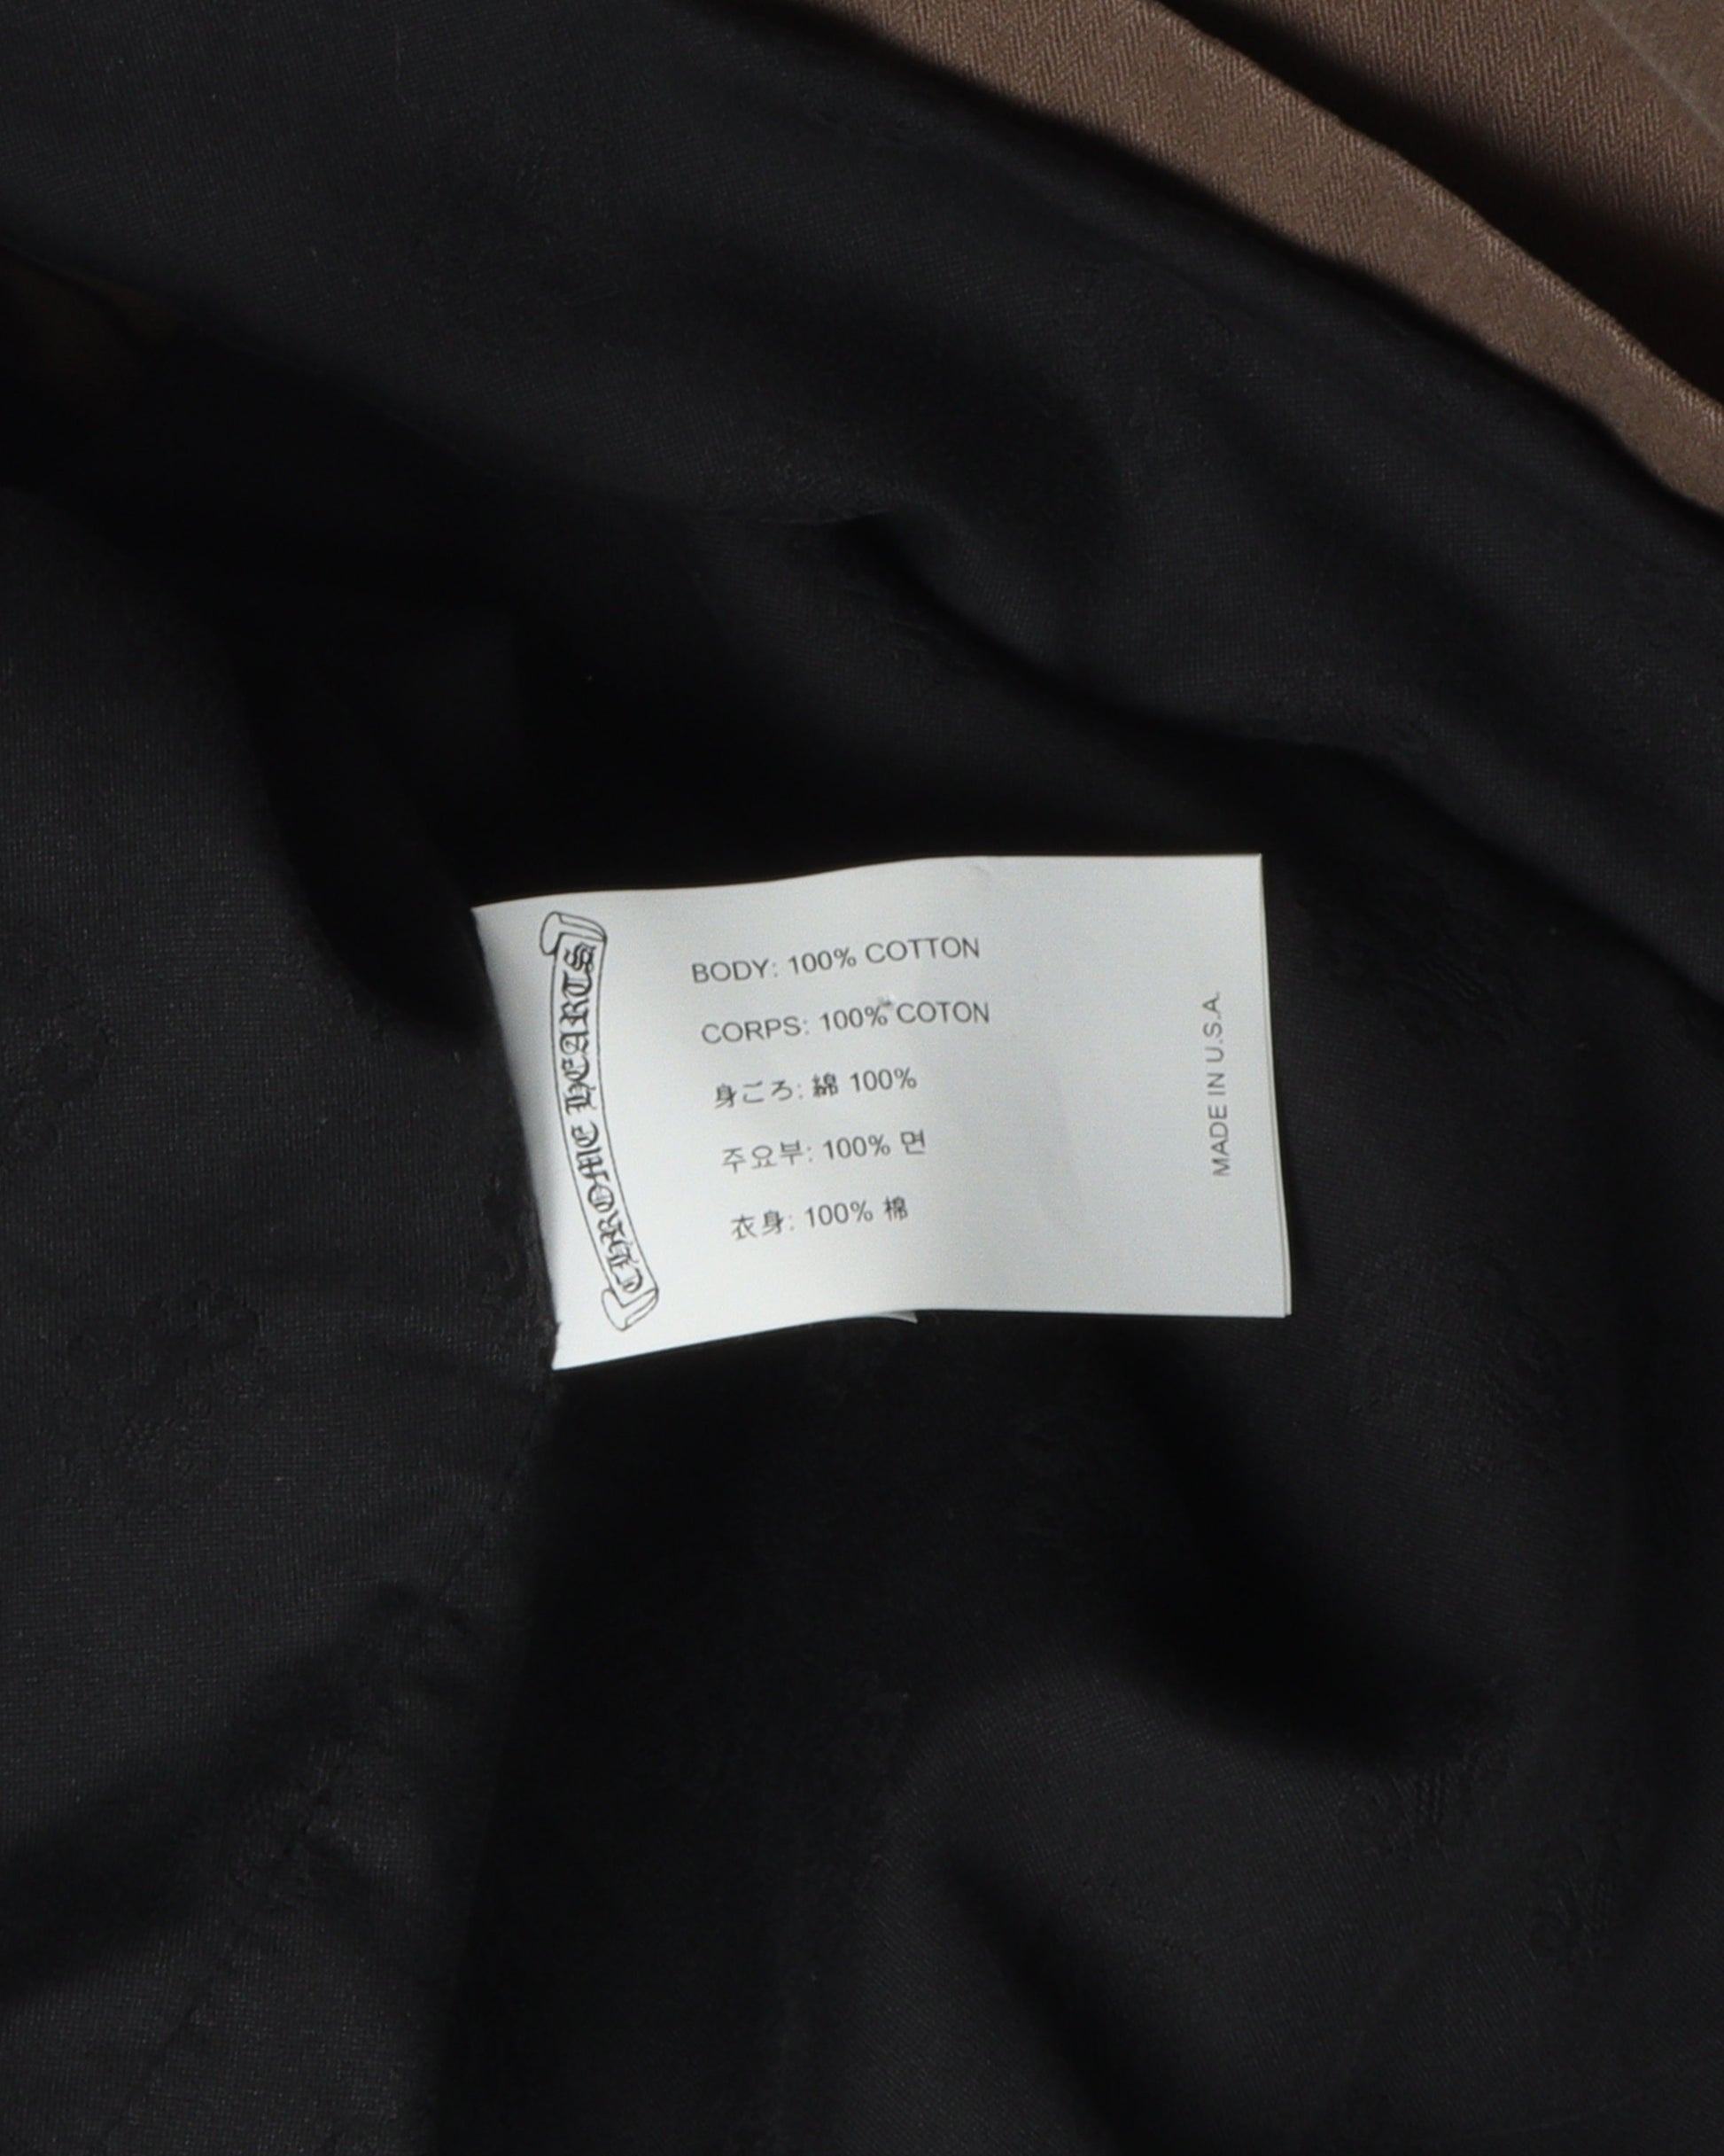 CHROME HEARTS
BODY: 100% COTTON
CORPS: 100% COTON
身ごろ: 綿 100%
주요부: 100% 면
衣身: 100% 棉
MADE IN U.S.A.